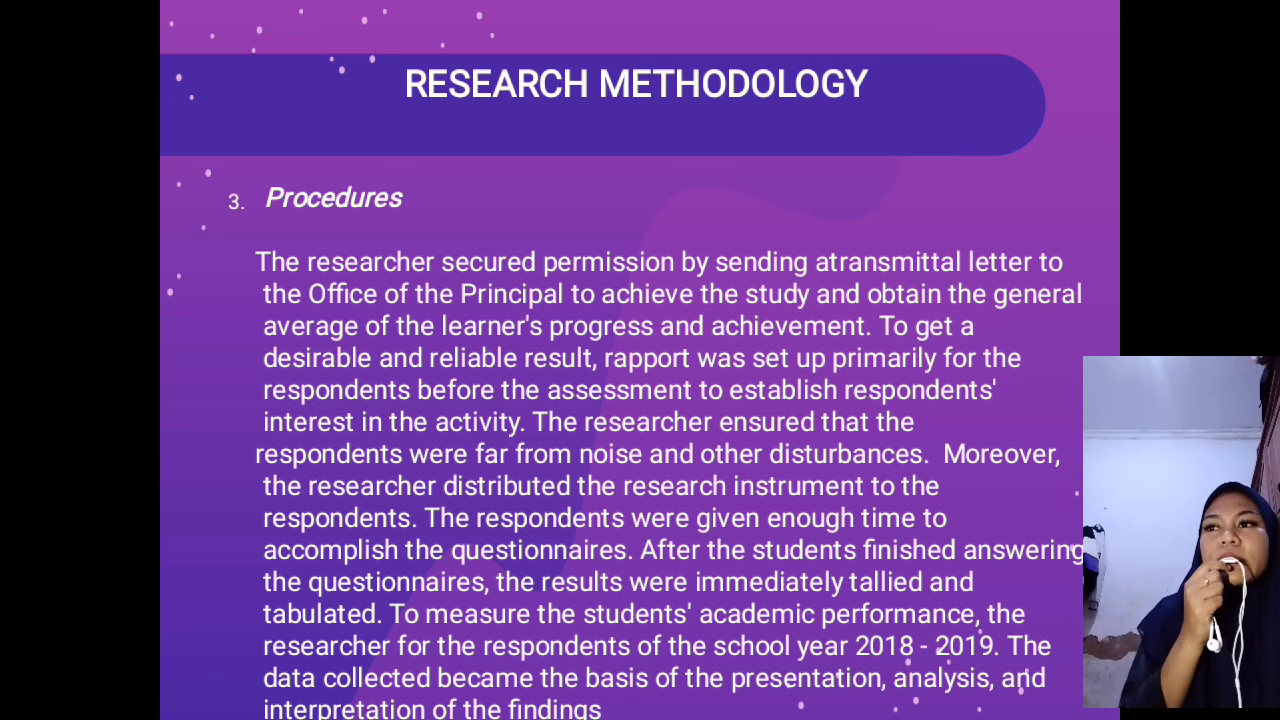 RESEARCH METHODOLOGY
3. Procedures
The researcher secured permission by sending atransmittal letter to
the Office of the Principal to achieve the study and obtain the general
average of the learner's progress and achievement. To get a
desirable and reliable result, rapport was set up primarily for the
respondents before the assessment to establish respondents'
interest in the activity. The researcher ensured that the
respondents were far from noise and other disturbances. Moreover,
the researcher distributed the research instrument to the
respondents. The respondents were given enough time to
accomplish the questionnaires. After the students finished answering
the questionnaires, the results were immediately tallied and
tabulated. To measure the students' academic performance, the
researcher for the respondents of the school year 2018 - 2019. The
data collected became the basis of the presentation, analysis, and
interpretation of the findings